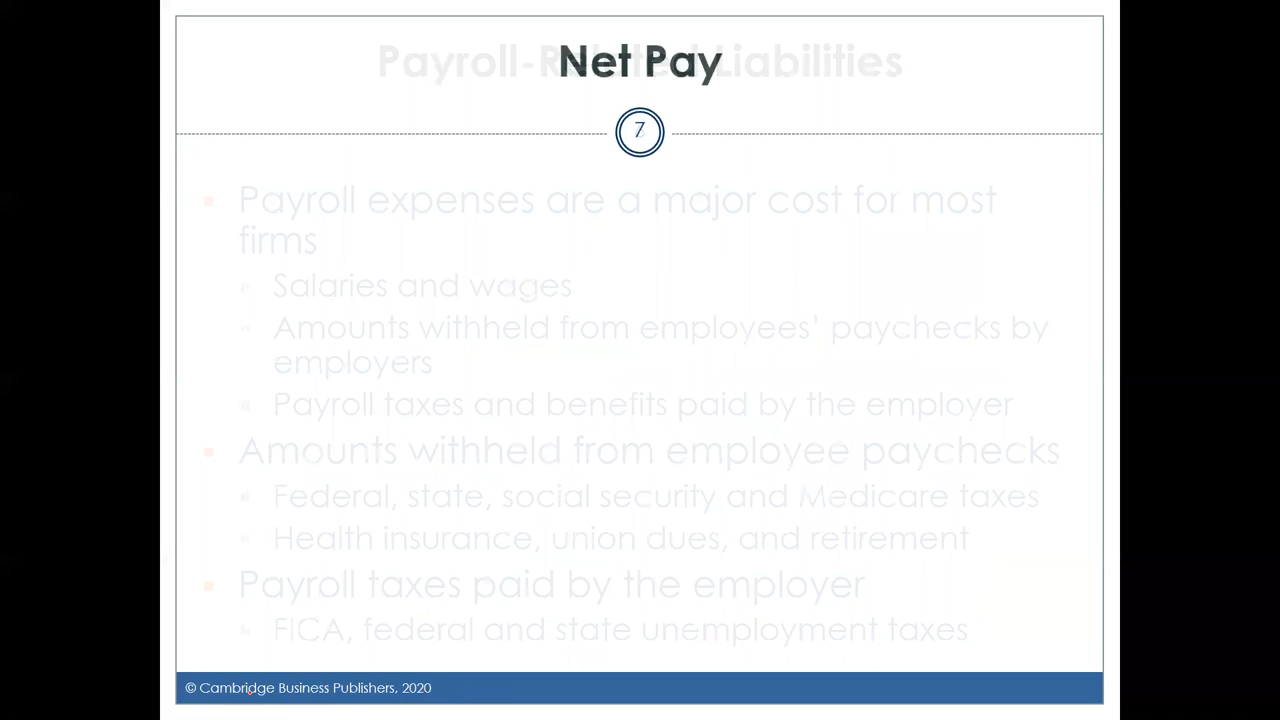 Payroll-Related Liabilities
Net Pay
7
Payroll expenses are a major cost for most
firms
Salaries and wages
Amounts withheld from employees’ paychecks by
employers
Payroll taxes and benefits paid by the employer
Amounts withheld from employee paychecks
Federal, state, social security and Medicare taxes
Health insurance, union dues, and retirement
Payroll taxes paid by the employer
FICA, federal and state unemployment taxes
© Cambridge Business Publishers, 2020